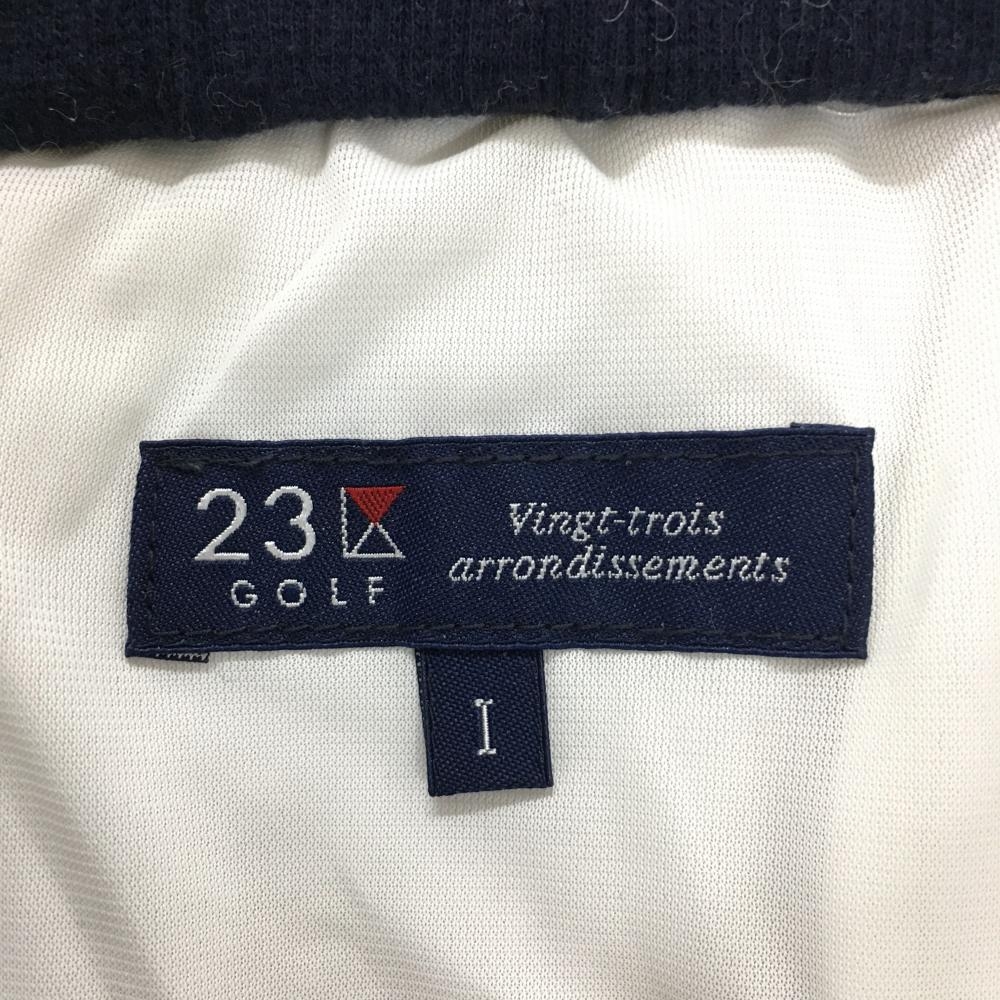 23
GOLF
Vingt-trois
arrondissements
I